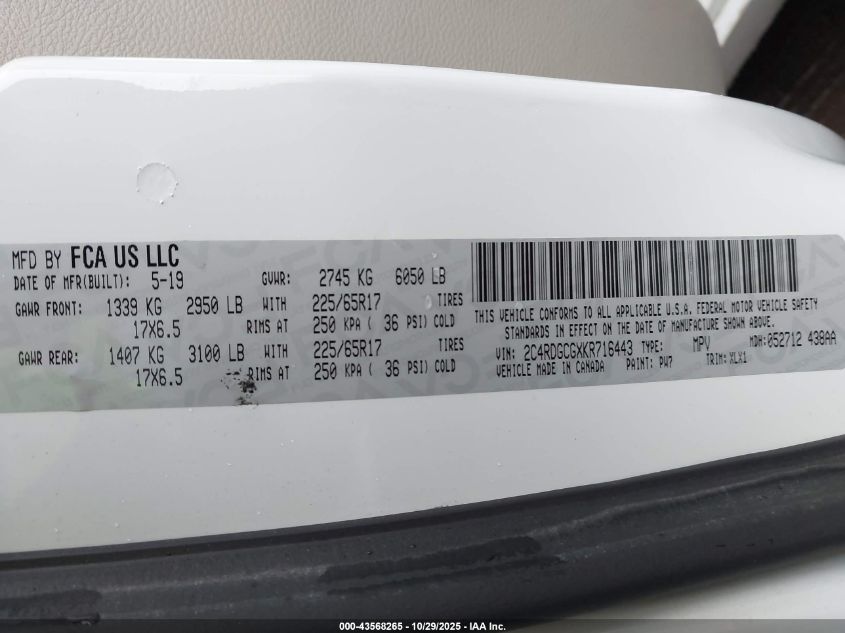 MFD BY FCA US LLC
DATE OF MFR(BUILT): 5-19 GVWR: 2745 KG 6050 LB
GAWR FRONT: 1339 KG 2950 LB WITH 225/65R17 TIRES
17X6.5 RIMS AT 250 KPA ( 36 PSI) COLD
GAWR REAR: 1407 KG 3100 LB WITH 225/65R17 TIRES
17X6.5 RIMS AT 250 KPA ( 36 PSI) COLD
THIS VEHICLE CONFORMS TO ALL APPLICABLE U.S.A. FEDERAL MOTOR VEHICLE SAFETY
STANDARDS IN EFFECT ON THE DATE OF MANUFACTURE SHOWN ABOVE.
VIN: 2C4RDGCGXKR716443 TYPE: MPV MDH:052712 438AA
VEHICLE MADE IN CANADA PAINT: PW7 TRIM: XLX1
000-43568265 - 10/29/2025 - IAA Inc.